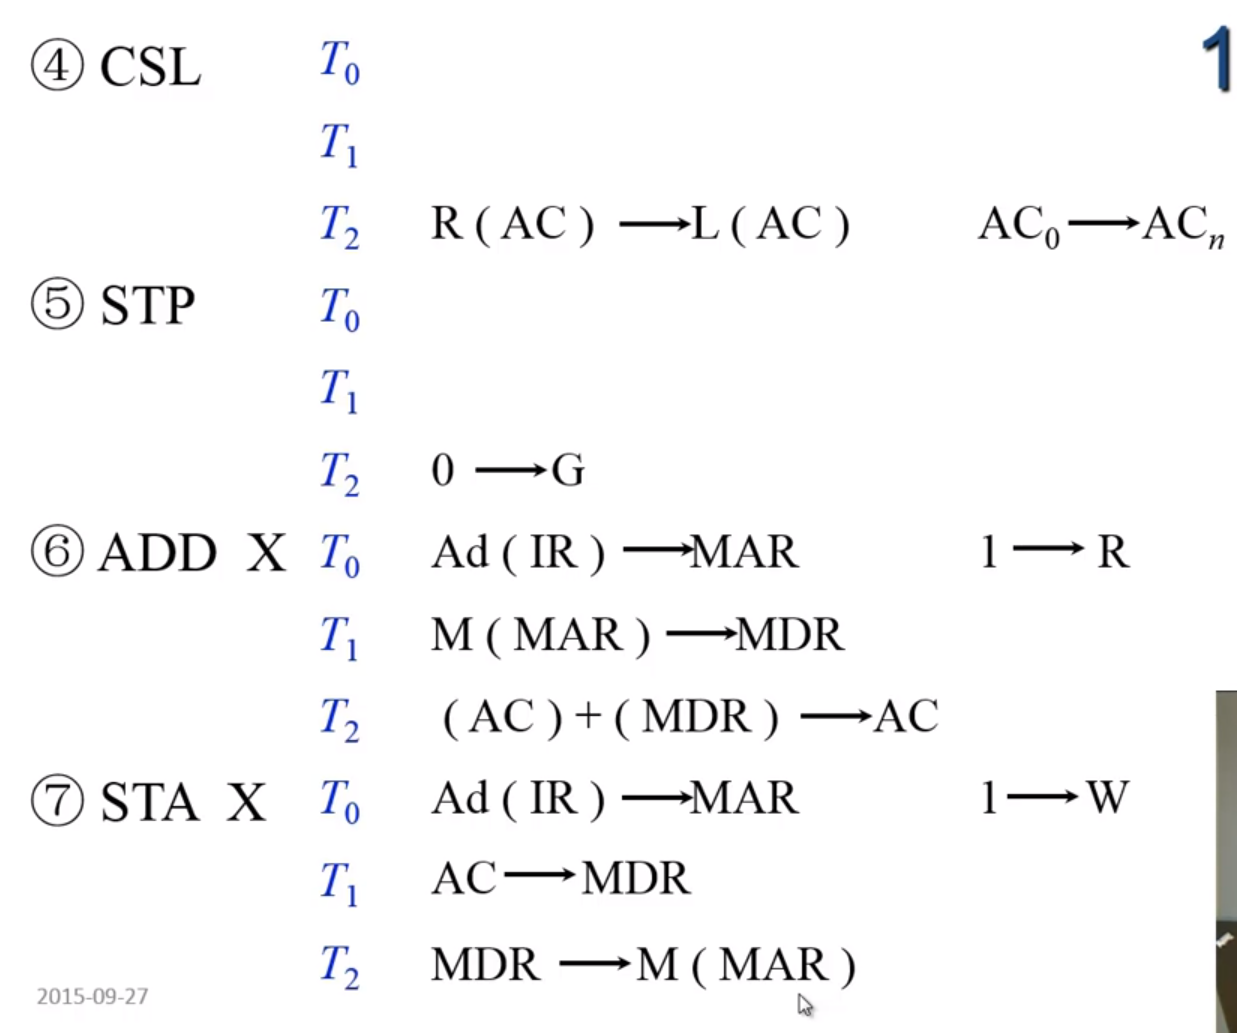 ④ CSL T₀ 1
T₁
T₂ R ( AC ) ⟶ L ( AC ) AC₀ ⟶ ACₙ
⑤ STP T₀
T₁
T₂ 0 ⟶ G
⑥ ADD X T₀ Ad ( IR ) ⟶ MAR 1 ⟶ R
T₁ M ( MAR ) ⟶ MDR
T₂ ( AC ) + ( MDR ) ⟶ AC
⑦ STA X T₀ Ad ( IR ) ⟶ MAR 1 ⟶ W
T₁ AC ⟶ MDR
T₂ MDR ⟶ M ( MAR )
2015-09-27